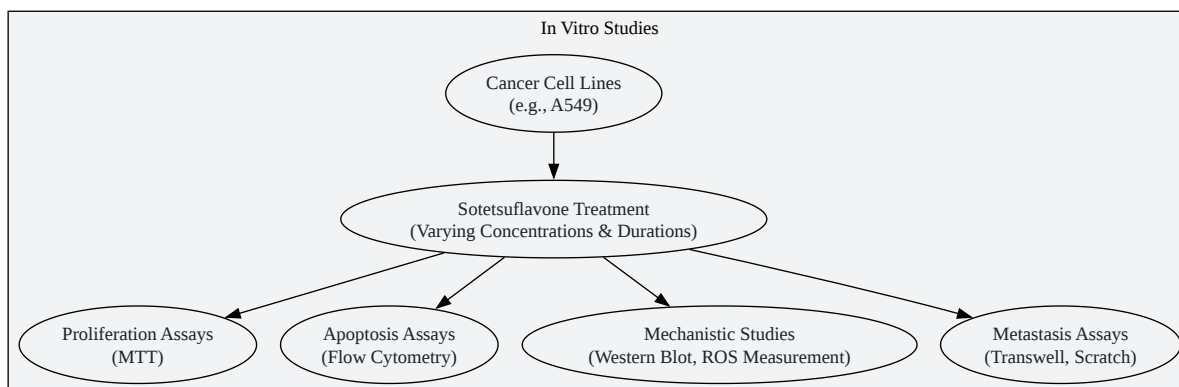 In Vitro Studies
Cancer Cell Lines
(e.g., A549)
Sotetsuflavone Treatment
(Varying Concentrations & Durations)
Proliferation Assays
(MTT)
Apoptosis Assays
(Flow Cytometry)
Mechanistic Studies
(Western Blot, ROS Measurement)
Metastasis Assays
(Transwell, Scratch)